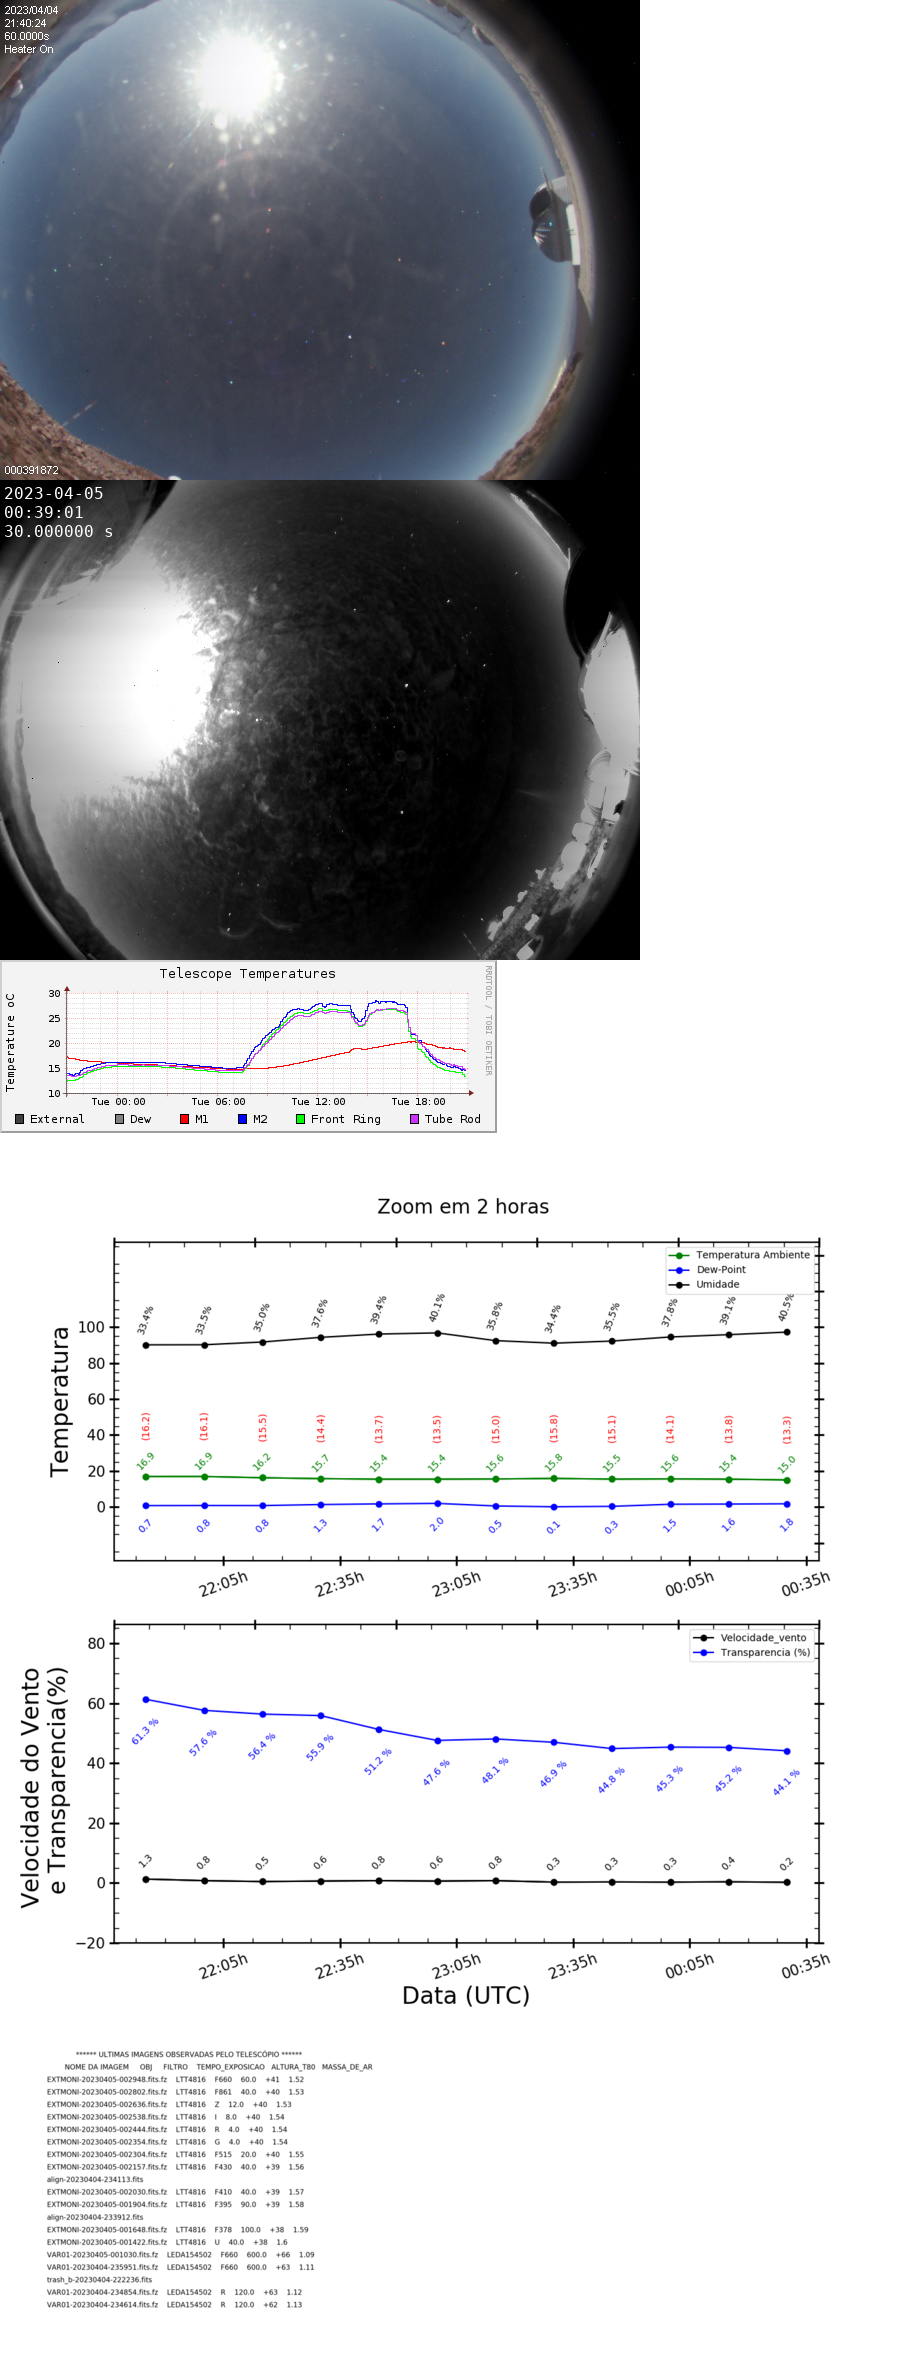 2023/04/04
21:40:24
60.0000s
Heater On
000391872
2023-04-05
00:39:01
30.000000 s
Telescope Temperatures
Temperature oC
RRDTOOL / TOBI OETIKER
30
25
20
15
10
Tue 00:00 Tue 06:00 Tue 12:00 Tue 18:00
External Dew M1 M2 Front Ring Tube Rod
Zoom em 2 horas
Temperatura
Temperatura Ambiente
Dew-Point
Umidade
100
80
60
40
20
0
33.4% 33.5% 35.0% 37.6% 39.4% 40.1% 35.8% 34.4% 35.5% 37.8% 39.1% 40.5%
(16.2) (16.1) (15.5) (14.4) (13.7) (13.5) (15.0) (15.8) (15.1) (14.1) (13.8) (13.3)
16.9 16.9 16.2 15.7 15.4 15.4 15.6 15.8 15.5 15.6 15.4 15.0
0.7 0.8 0.8 1.3 1.7 2.0 0.5 0.1 0.3 1.5 1.6 1.8
22:05h 22:35h 23:05h 23:35h 00:05h 00:35h
Velocidade do Vento
e Transparencia(%)
Velocidade_vento
Transparencia (%)
80
60
40
20
0
−20
61.3 % 57.6 % 56.4 % 55.9 % 51.2 % 47.6 % 48.1 % 46.9 % 44.8 % 45.3 % 45.2 % 44.1 %
1.3 0.8 0.5 0.6 0.8 0.6 0.8 0.3 0.3 0.3 0.4 0.2
22:05h 22:35h 23:05h 23:35h 00:05h 00:35h
Data (UTC)
****** ULTIMAS IMAGENS OBSERVADAS PELO TELESCÓPIO ******
NOME DA IMAGEM OBJ FILTRO TEMPO_EXPOSICAO ALTURA_T80 MASSA_DE_AR
EXTMONI-20230405-002948.fits.fz LTT4816 F660 60.0 +41 1.52
EXTMONI-20230405-002802.fits.fz LTT4816 F861 40.0 +40 1.53
EXTMONI-20230405-002636.fits.fz LTT4816 Z 12.0 +40 1.53
EXTMONI-20230405-002538.fits.fz LTT4816 I 8.0 +40 1.54
EXTMONI-20230405-002444.fits.fz LTT4816 R 4.0 +40 1.54
EXTMONI-20230405-002354.fits.fz LTT4816 G 4.0 +40 1.54
EXTMONI-20230405-002304.fits.fz LTT4816 F515 20.0 +40 1.55
EXTMONI-20230405-002157.fits.fz LTT4816 F430 40.0 +39 1.56
align-20230404-234113.fits
EXTMONI-20230405-002030.fits.fz LTT4816 F410 40.0 +39 1.57
EXTMONI-20230405-001904.fits.fz LTT4816 F395 90.0 +39 1.58
align-20230404-233912.fits
EXTMONI-20230405-001648.fits.fz LTT4816 F378 100.0 +38 1.59
EXTMONI-20230405-001422.fits.fz LTT4816 U 40.0 +38 1.6
VAR01-20230405-001030.fits.fz LEDA154502 F660 600.0 +66 1.09
VAR01-20230404-235951.fits.fz LEDA154502 F660 600.0 +63 1.11
trash_b-20230404-222236.fits
VAR01-20230404-234854.fits.fz LEDA154502 R 120.0 +63 1.12
VAR01-20230404-234614.fits.fz LEDA154502 R 120.0 +62 1.13